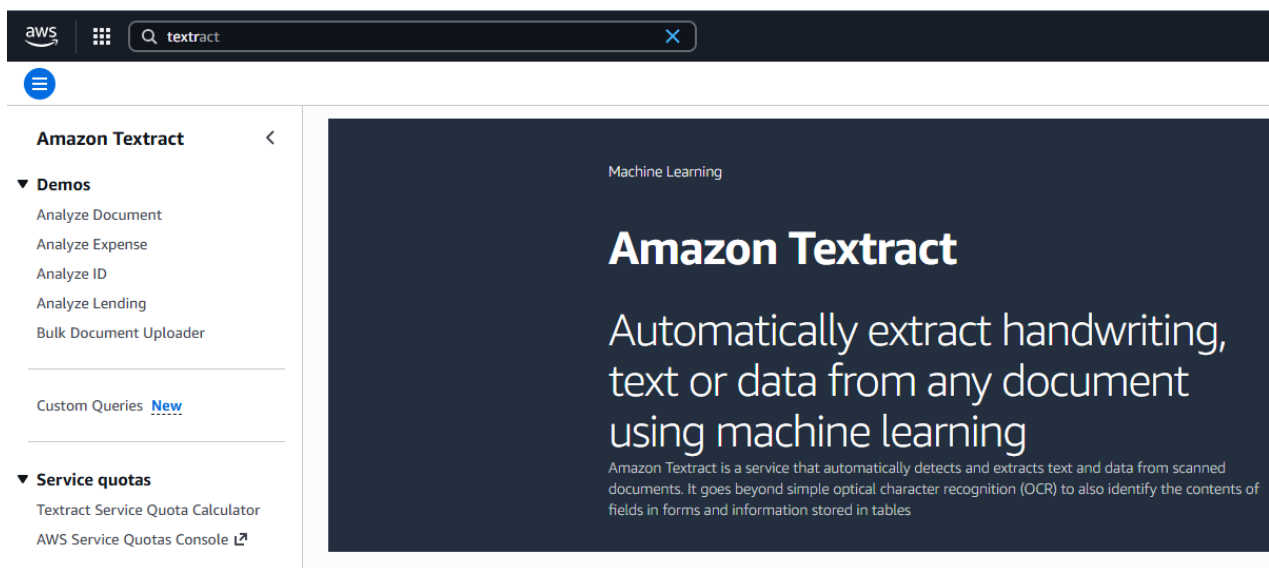 aws
textract
Amazon Textract
Demos
Analyze Document
Analyze Expense
Analyze ID
Analyze Lending
Bulk Document Uploader
Custom Queries New
Service quotas
Textract Service Quota Calculator
AWS Service Quotas Console
Machine Learning
Amazon Textract
Automatically extract handwriting,
text or data from any document
using machine learning
Amazon Textract is a service that automatically detects and extracts text and data from scanned
documents. It goes beyond simple optical character recognition (OCR) to also identify the contents of
fields in forms and information stored in tables